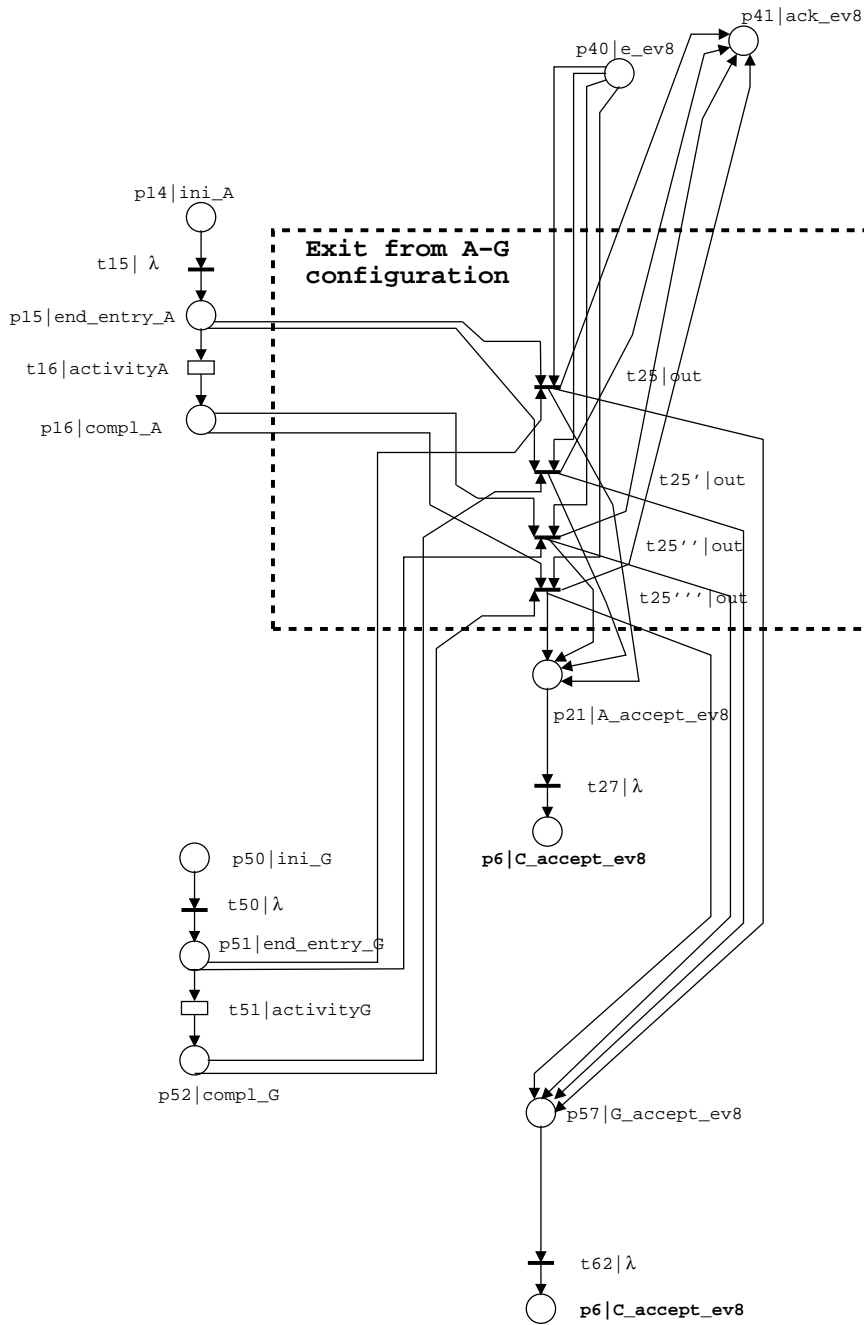 p41|ack_ev8
p40|e_ev8
p14|ini_A
Exit from A-G
configuration
t15| λ
p15|end_entry_A
t16|activityA
t25|out
p16|compl_A
t25'|out
t25''|out
t25'''|out
p21|A_accept_ev8
t27|λ
p50|ini_G
p6|C_accept_ev8
t50|λ
p51|end_entry_G
t51|activityG
p52|compl_G
p57|G_accept_ev8
t62|λ
p6|C_accept_ev8